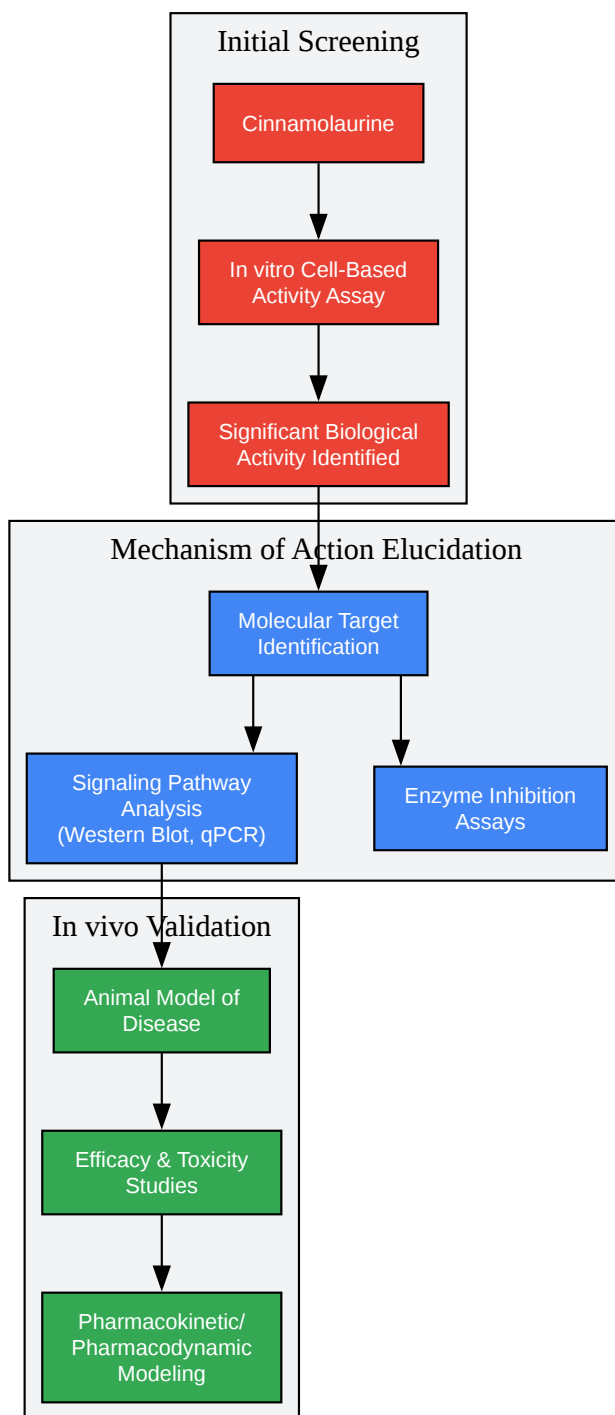 Initial Screening
Cinnamolaurine
In vitro Cell-Based
Activity Assay
Significant Biological
Activity Identified
Mechanism of Action Elucidation
Molecular Target
Identification
Signaling Pathway
Analysis
(Western Blot, qPCR)
Enzyme Inhibition
Assays
In vivo Validation
Animal Model of
Disease
Efficacy & Toxicity
Studies
Pharmacokinetic/
Pharmacodynamic
Modeling